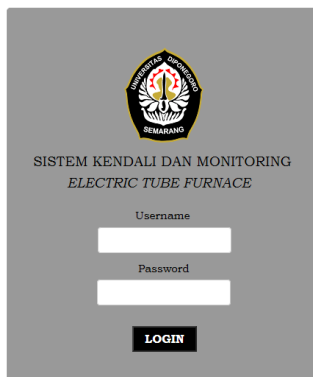 UNIVERSITAS DIPONEGORO
SEMARANG
SISTEM KENDALI DAN MONITORING
ELECTRIC TUBE FURNACE
Username
Password
LOGIN